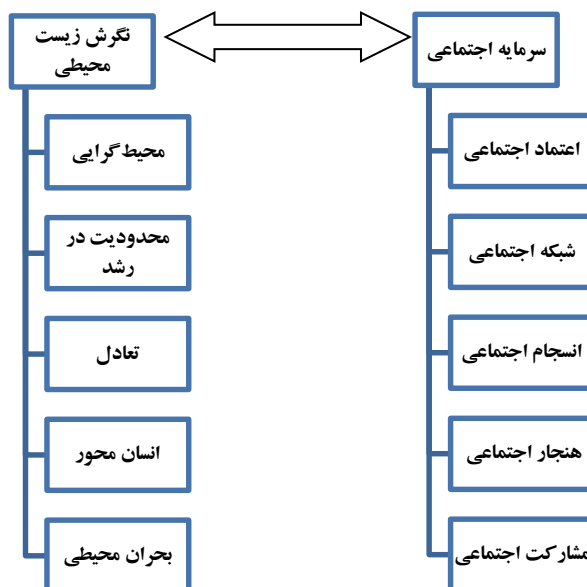 سرمایه اجتماعی
اعتماد اجتماعی
شبکه اجتماعی
انسجام اجتماعی
هنجار اجتماعی
مشارکت اجتماعی
نگرش زیست
محیطی
محیط‌گرایی
محدودیت در
رشد
تعادل
انسان محور
بحران محیطی